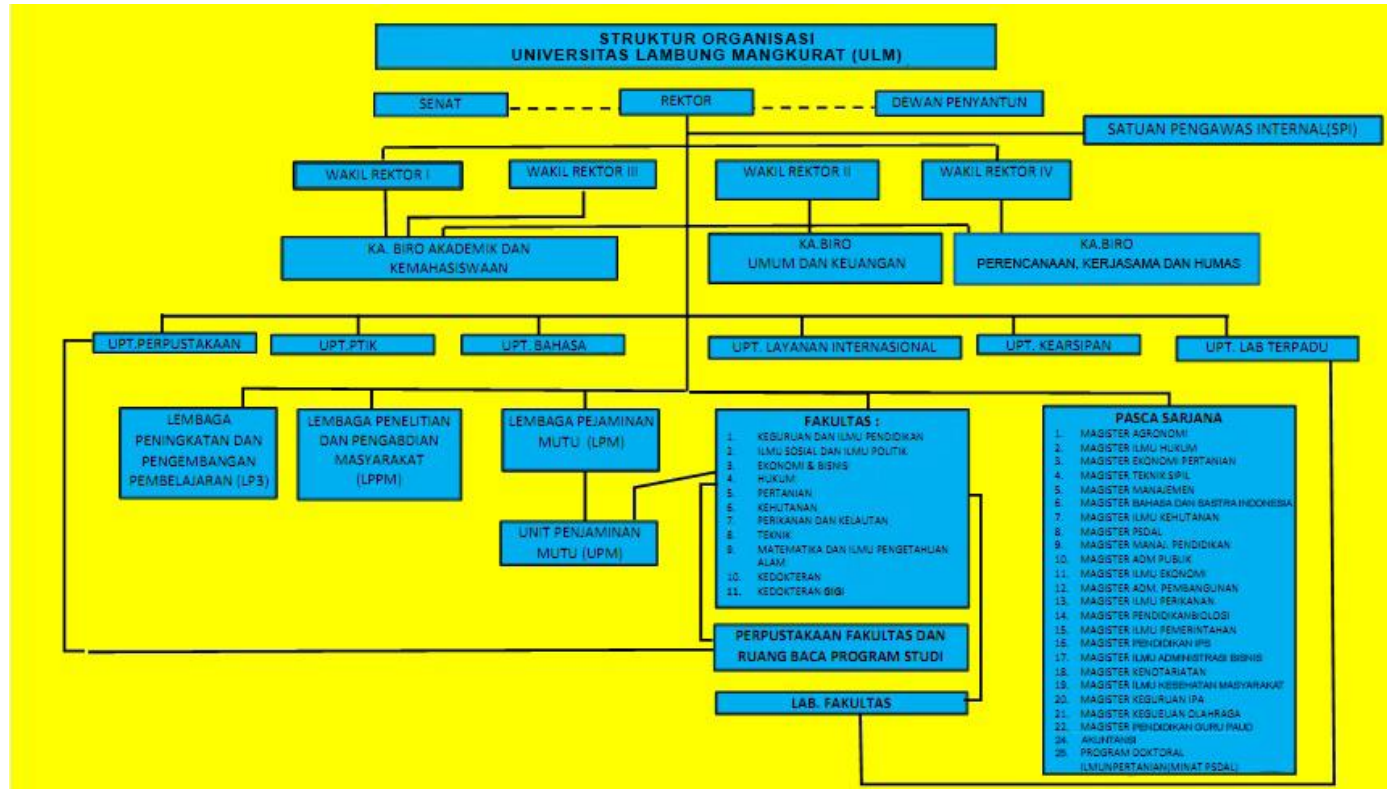 STRUKTUR ORGANISASI
UNIVERSITAS LAMBUNG MANGKURAT (ULM)
SENAT
REKTOR
DEWAN PENYANTUN
SATUAN PENGAWAS INTERNAL(SPI)
WAKIL REKTOR I
WAKIL REKTOR III
WAKIL REKTOR II
WAKIL REKTOR IV
KA. BIRO AKADEMIK DAN
KEMAHASISWAAN
KA.BIRO
UMUM DAN KEUANGAN
KA.BIRO
PERENCANAAN, KERJASAMA DAN HUMAS
UPT.PERPUSTAKAAN
UPT.PTIK
UPT. BAHASA
UPT. LAYANAN INTERNASIONAL
UPT. KEARSIPAN
UPT. LAB TERPADU
LEMBAGA
PENINGKATAN DAN
PENGEMBANGAN
PEMBELAJARAN (LP3)
LEMBAGA PENELITIAN
DAN PENGABDIAN
MASYARAKAT
(LPPM)
LEMBAGA PEJAMINAN
MUTU (LPM)
UNIT PENJAMINAN
MUTU (UPM)
FAKULTAS :
1. KEGURUAN DAN ILMU PENDIDIKAN
2. ILMU SOSIAL DAN ILMU POLITIK
3. EKONOMI & BISNIS
4. HUKUM
5. PERTANIAN
6. KEHUTANAN
7. PERIKANAN DAN KELAUTAN
8. TEKNIK
9. MATEMATIKA DAN ILMU PENGETAHUAN
ALAM
10. KEDOKTERAN
11. KEDOKTERAN GIGI
PERPUSTAKAAN FAKULTAS DAN
RUANG BACA PROGRAM STUDI
LAB. FAKULTAS
PASCA SARJANA
1. MAGISTER AGRONOMI
2. MAGISTER ILMU HUKUM
3. MAGISTER EKONOMI PERTANIAN
4. MAGISTER TEKNIK SIPIL
5. MAGISTER MANAJEMEN
6. MAGISTER BAHASA DAN SASTRA INDONESIA
7. MAGISTER ILMU KEHUTANAN
8. MAGISTER PSDAL
9. MAGISTER MANAJ. PENDIDIKAN
10. MAGISTER ADM PUBLIK
11. MAGISTER ILMU EKONOMI
12. MAGISTER ADM. PEMBANGUNAN
13. MAGISTER ILMU PERIKANAN
14. MAGISTER PENDIDIKANBIOLOGI
15. MAGISTER ILMU PEMERINTAHAN
16. MAGISTER PENDIDIKAN IPS
17. MAGISTER ILMU ADMINISTRASI BISNIS
18. MAGISTER KENOTARIATAN
19. MAGISTER ILMU KESEHATAN MASYARAKAT
20. MAGISTER KEGURUAN IPA
21. MAGISTER KEGUEUAN OLAHRAGA
22. MAGISTER PENDIDIKAN GURU PAUD
24. AKUNTANSI
25. PROGRAM DOKTORAL
ILMUNPERTANIAN(MINAT PSDAL)